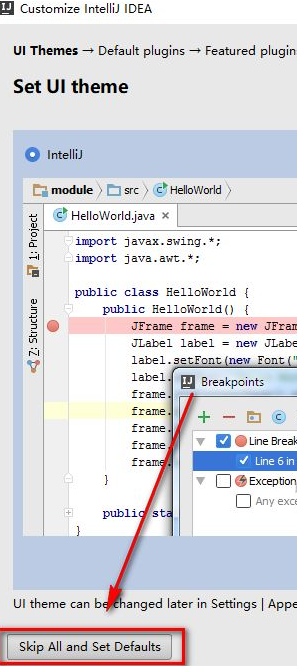 Customize IntelliJ IDEA
UI Themes → Default plugins → Featured plugin
Set UI theme
IntelliJ
module src HelloWorld
HelloWorld.java ×
1: Project
Z: Structure
import javax.swing.*;
import java.awt.*;
public class HelloWorld {
public HelloWorld() {
JFrame frame = new JFram
JLabel label = new JLabe
label.setFont(new Font("
label.
frame.
frame.
frame.
frame.
frame.
}
public sta
}
Breakpoints
Line Break
Line 6 in
Exception
Any exce
UI theme can be changed later in Settings | Appe
Skip All and Set Defaults